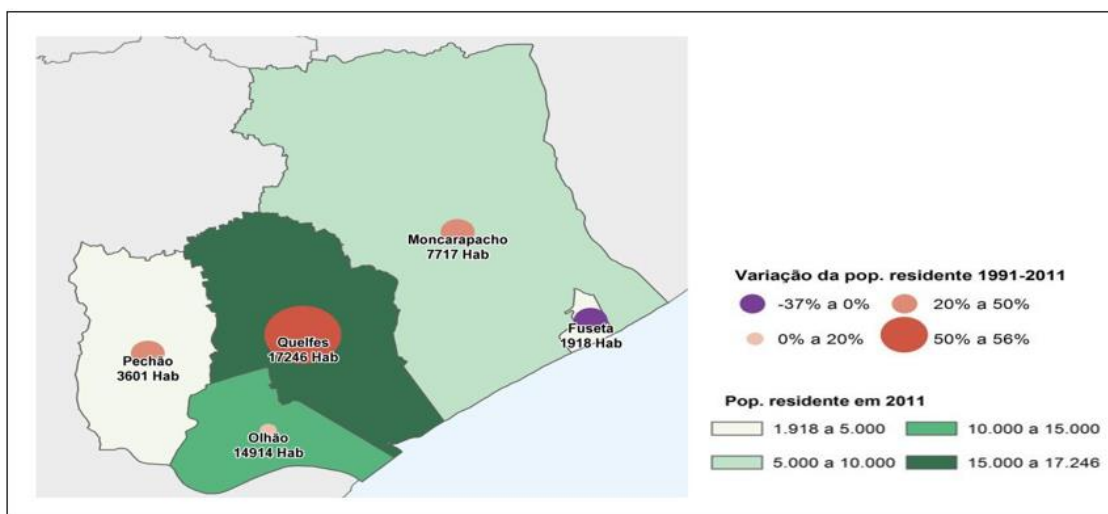 Moncarapacho
7717 Hab
Fuseta
1918 Hab
Quelfes
17246 Hab
Pechão
3601 Hab
Olhão
14914 Hab
Variação da pop. residente 1991-2011
-37% a 0%
20% a 50%
0% a 20%
50% a 56%
Pop. residente em 2011
1.918 a 5.000
10.000 a 15.000
5.000 a 10.000
15.000 a 17.246